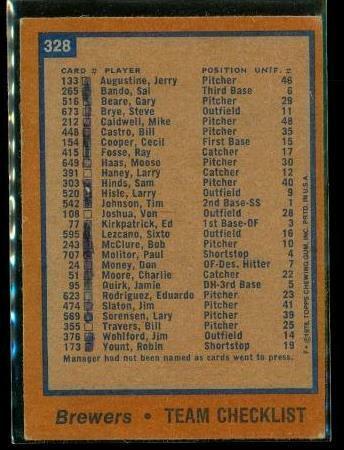 328
CARD # PLAYER POSITION UNIF. #
133 Augustine, Jerry Pitcher 46
265 Bando, Sal Third Base 6
516 Beare, Gary Pitcher 29
673 Brye, Steve Outfield 11
212 Caldwell, Mike Pitcher 48
448 Castro, Bill Pitcher 35
154 Cooper, Cecil First Base 15
415 Fosse, Ray Catcher 17
649 Haas, Moose Pitcher 30
391 Haney, Larry Catcher 12
303 Hinds, Sam Pitcher 40
520 Hisle, Larry Outfield 9
542 Johnson, Tim 2nd Base-SS 1
108 Joshua, Von Outfield 28
77 Kirkpatrick, Ed 1st Base-OF 3
595 Lezcano, Sixto Outfield 16
243 McClure, Bob Pitcher 10
707 Molitor, Paul Shortstop 4
24 Money, Don OF-Des. Hitter 7
51 Moore, Charlie Catcher 22
95 Quirk, Jamie DH-3rd Base 5
623 Rodriguez, Eduardo Pitcher 23
474 Slaton, Jim Pitcher 41
569 Sorensen, Lary Pitcher 39
355 Travers, Bill Pitcher 25
376 Wohlford, Jim Outfield 14
173 Yount, Robin Shortstop 19
Manager had not been named as cards went to press.
F* © 1978, TOPPS CHEWING GUM, INC. PRTD. IN U.S.A.
Brewers • TEAM CHECKLIST